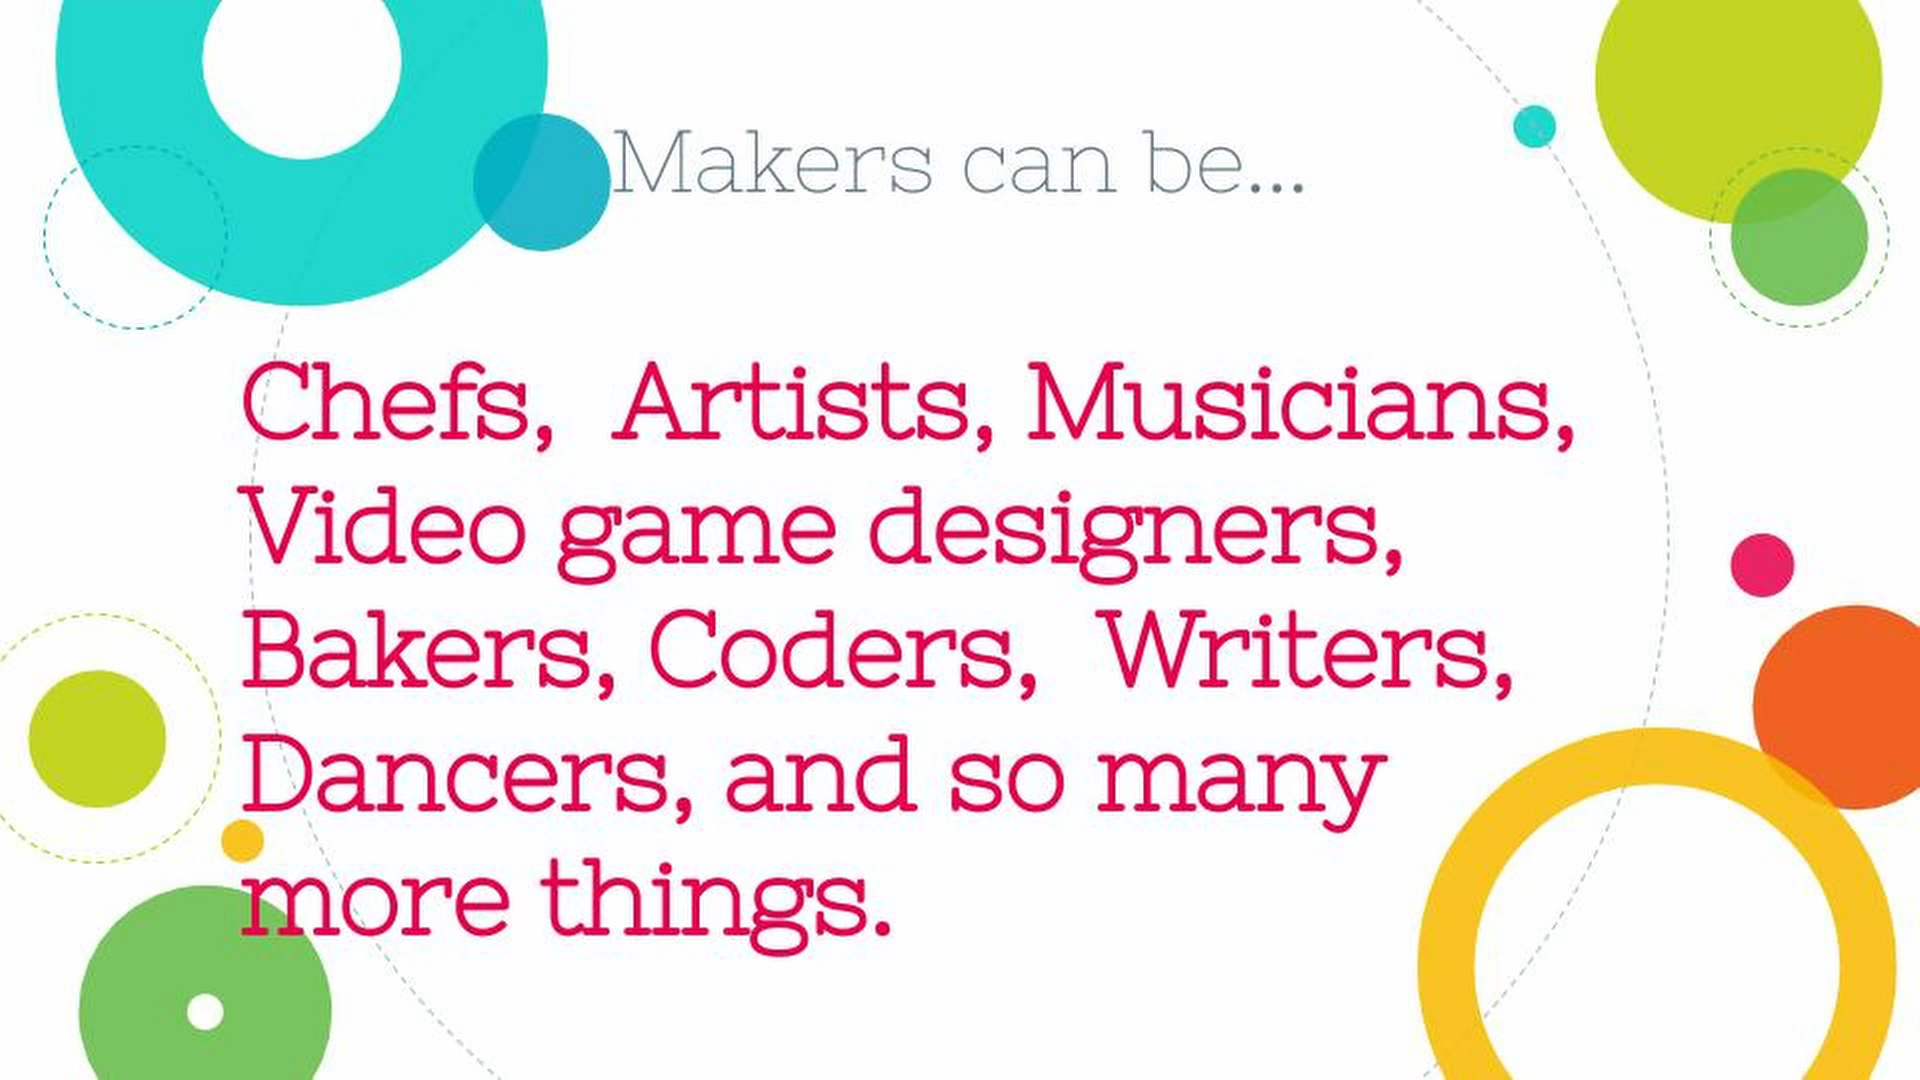 Makers can be...
Chefs,  Artists, Musicians,
Video game designers,
Bakers, Coders,  Writers,
Dancers, and so many
more things.